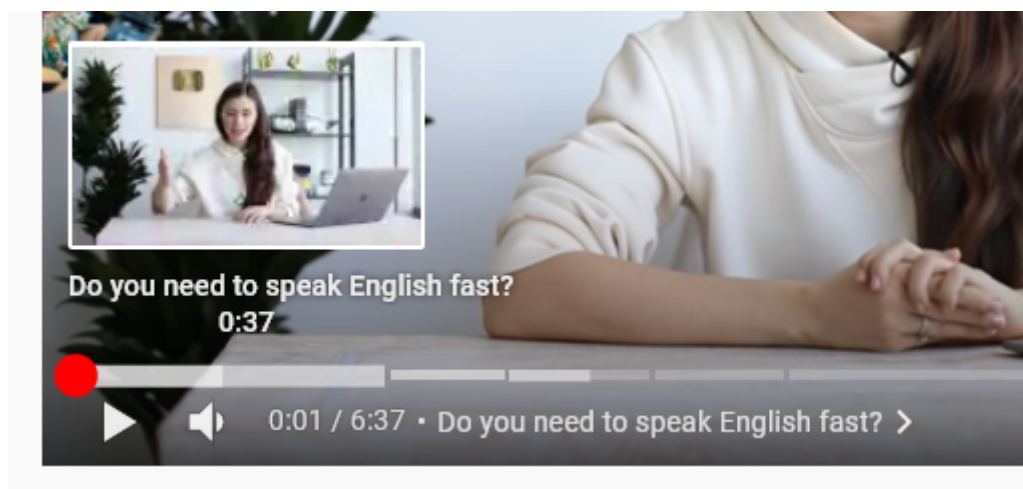 Do you need to speak English fast?
0:37
0:01 / 6:37 • Do you need to speak English fast? >